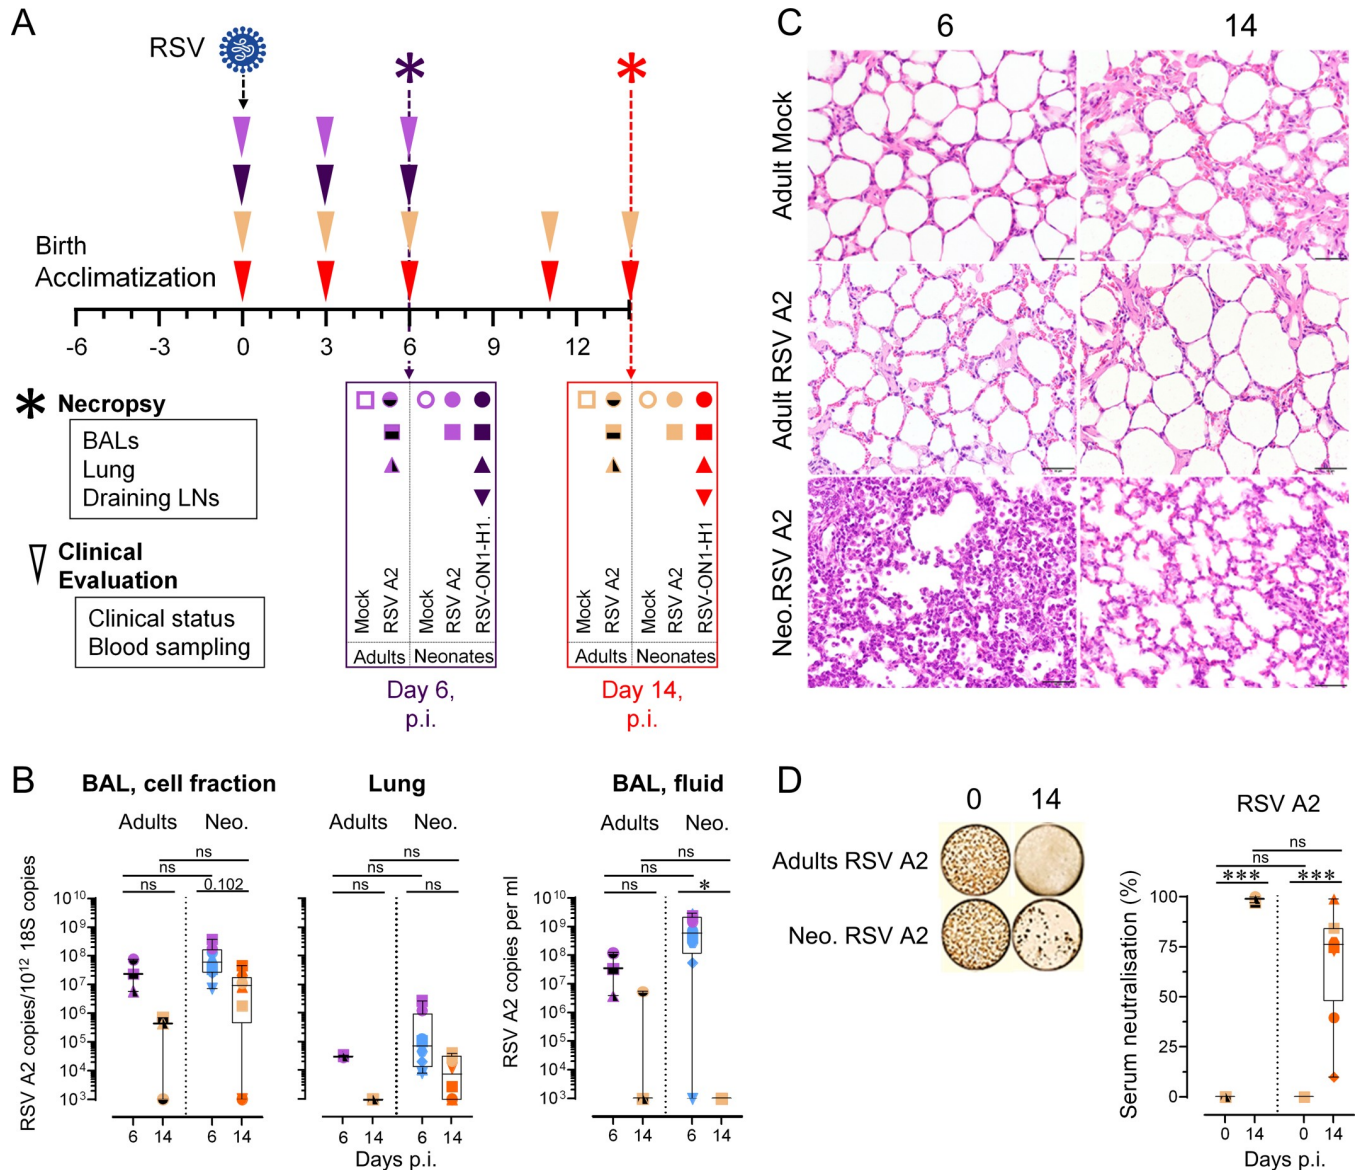 A
RSV
Birth
Acclimatization
-6 -3 0 3 6 9 12
* Necropsy
BALs
Lung
Draining LNs
Clinical
Evaluation
Clinical status
Blood sampling
Mock RSV A2 Mock RSV A2 RSV-ON1-H1.
Adults Neonates
Day 6,
p.i.
Mock RSV A2 Mock RSV A2 RSV-ON1-H1
Adults Neonates
Day 14,
p.i.
B
BAL, cell fraction
Adults Neo.
ns
ns
ns 0.102
RSV A2 copies/10¹² 18S copies
10¹⁰
10⁹
10⁸
10⁷
10⁶
10⁵
10⁴
10³
6 14 6 14
Lung
Adults Neo.
ns
ns
ns
6 14 6 14
Days p.i.
BAL, fluid
Adults Neo.
ns
ns
ns *
RSV A2 copies per ml
10¹⁰
10⁹
10⁸
10⁷
10⁶
10⁵
10⁴
10³
6 14 6 14
C
6 14
Adult Mock
Adult RSV A2
Neo.RSV A2
D
0 14
Adults RSV A2
Neo. RSV A2
RSV A2
ns
ns
*** ***
Serum neutralisation (%)
100
75
50
25
0
0 14 0 14
Days p.i.